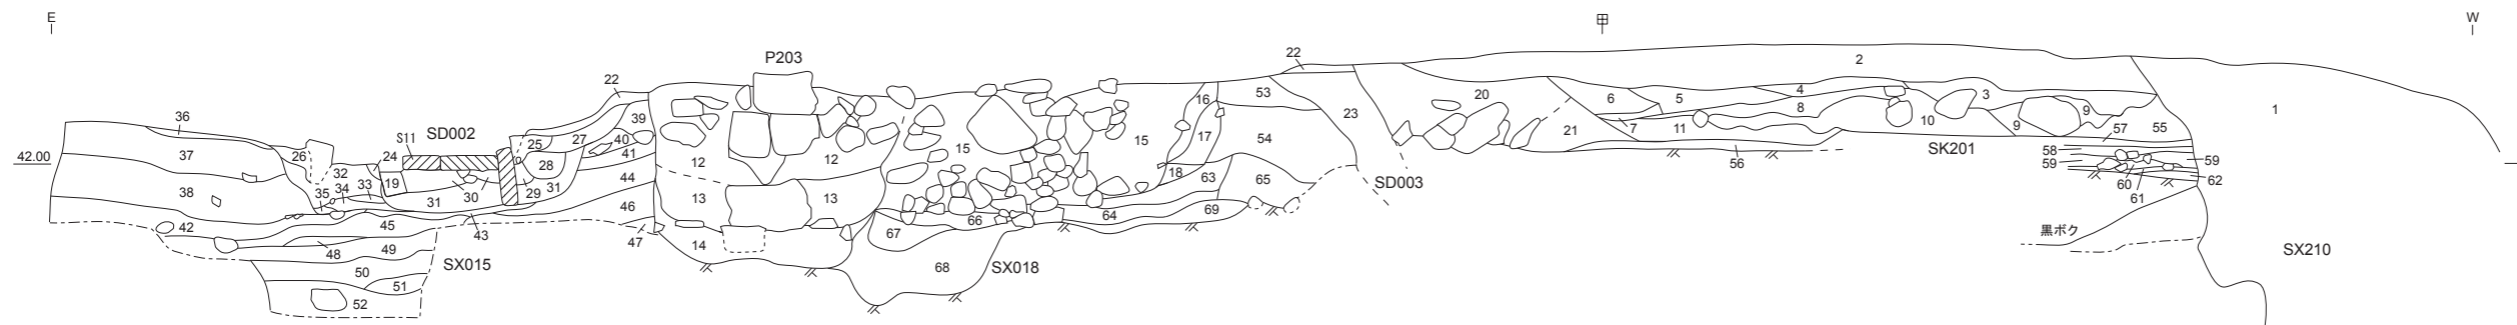 E 甲 W
P203
22 22 2
36 SD002 39 16 53 20 6 5 4 3 1
S11 25 27 40 23 8 9
37 26 24 28 41 12 12 15 15 17 54 21 7 11 10 9 57 55
42.00 32 56 SK201 58 59 59
38 35 34 33 19 31 30 29 31 44 13 13 18 63 65 SD003 60 61 62
42 45 43 46 66 64 69
48 49 47 14 67 黒ボク
50 SX015 68 SX018 SX210
51
52